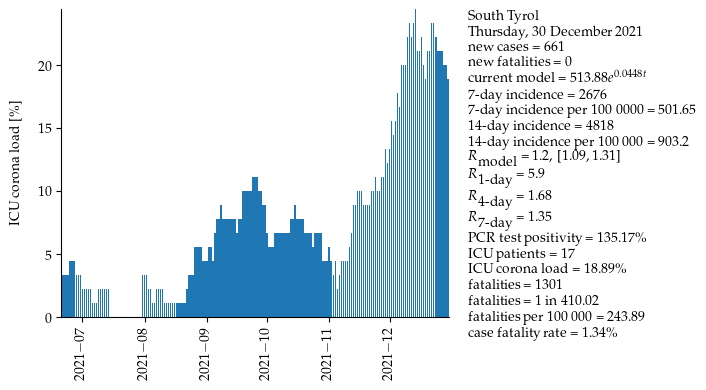 South Tyrol
Thursday, 30 December 2021
new cases = 661
new fatalities = 0
current model = 513.88e^0.0448t
7-day incidence = 2676
7-day incidence per 100 0000 = 501.65
14-day incidence = 4818
14-day incidence per 100 000 = 903.2
R_model = 1.2, [1.09, 1.31]
R_1-day = 5.9
R_4-day = 1.68
R_7-day = 1.35
PCR test positivity = 135.17%
ICU patients = 17
ICU corona load = 18.89%
fatalities = 1301
fatalities = 1 in 410.02
fatalities per 100 000 = 243.89
case fatality rate = 1.34%
ICU corona load [%]
20
15
10
5
0
2021−07
2021−08
2021−09
2021−10
2021−11
2021−12